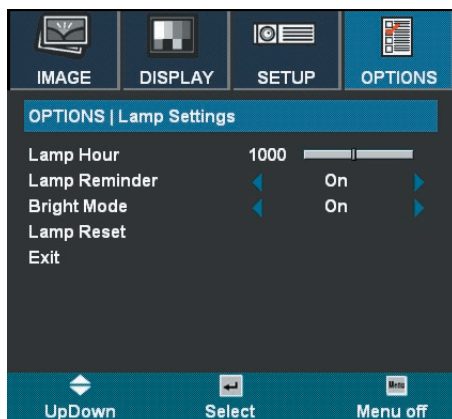 IMAGE DISPLAY SETUP OPTIONS
OPTIONS | Lamp Settings
Lamp Hour 1000
Lamp Reminder On
Bright Mode On
Lamp Reset
Exit
Menu
UpDown Select Menu off